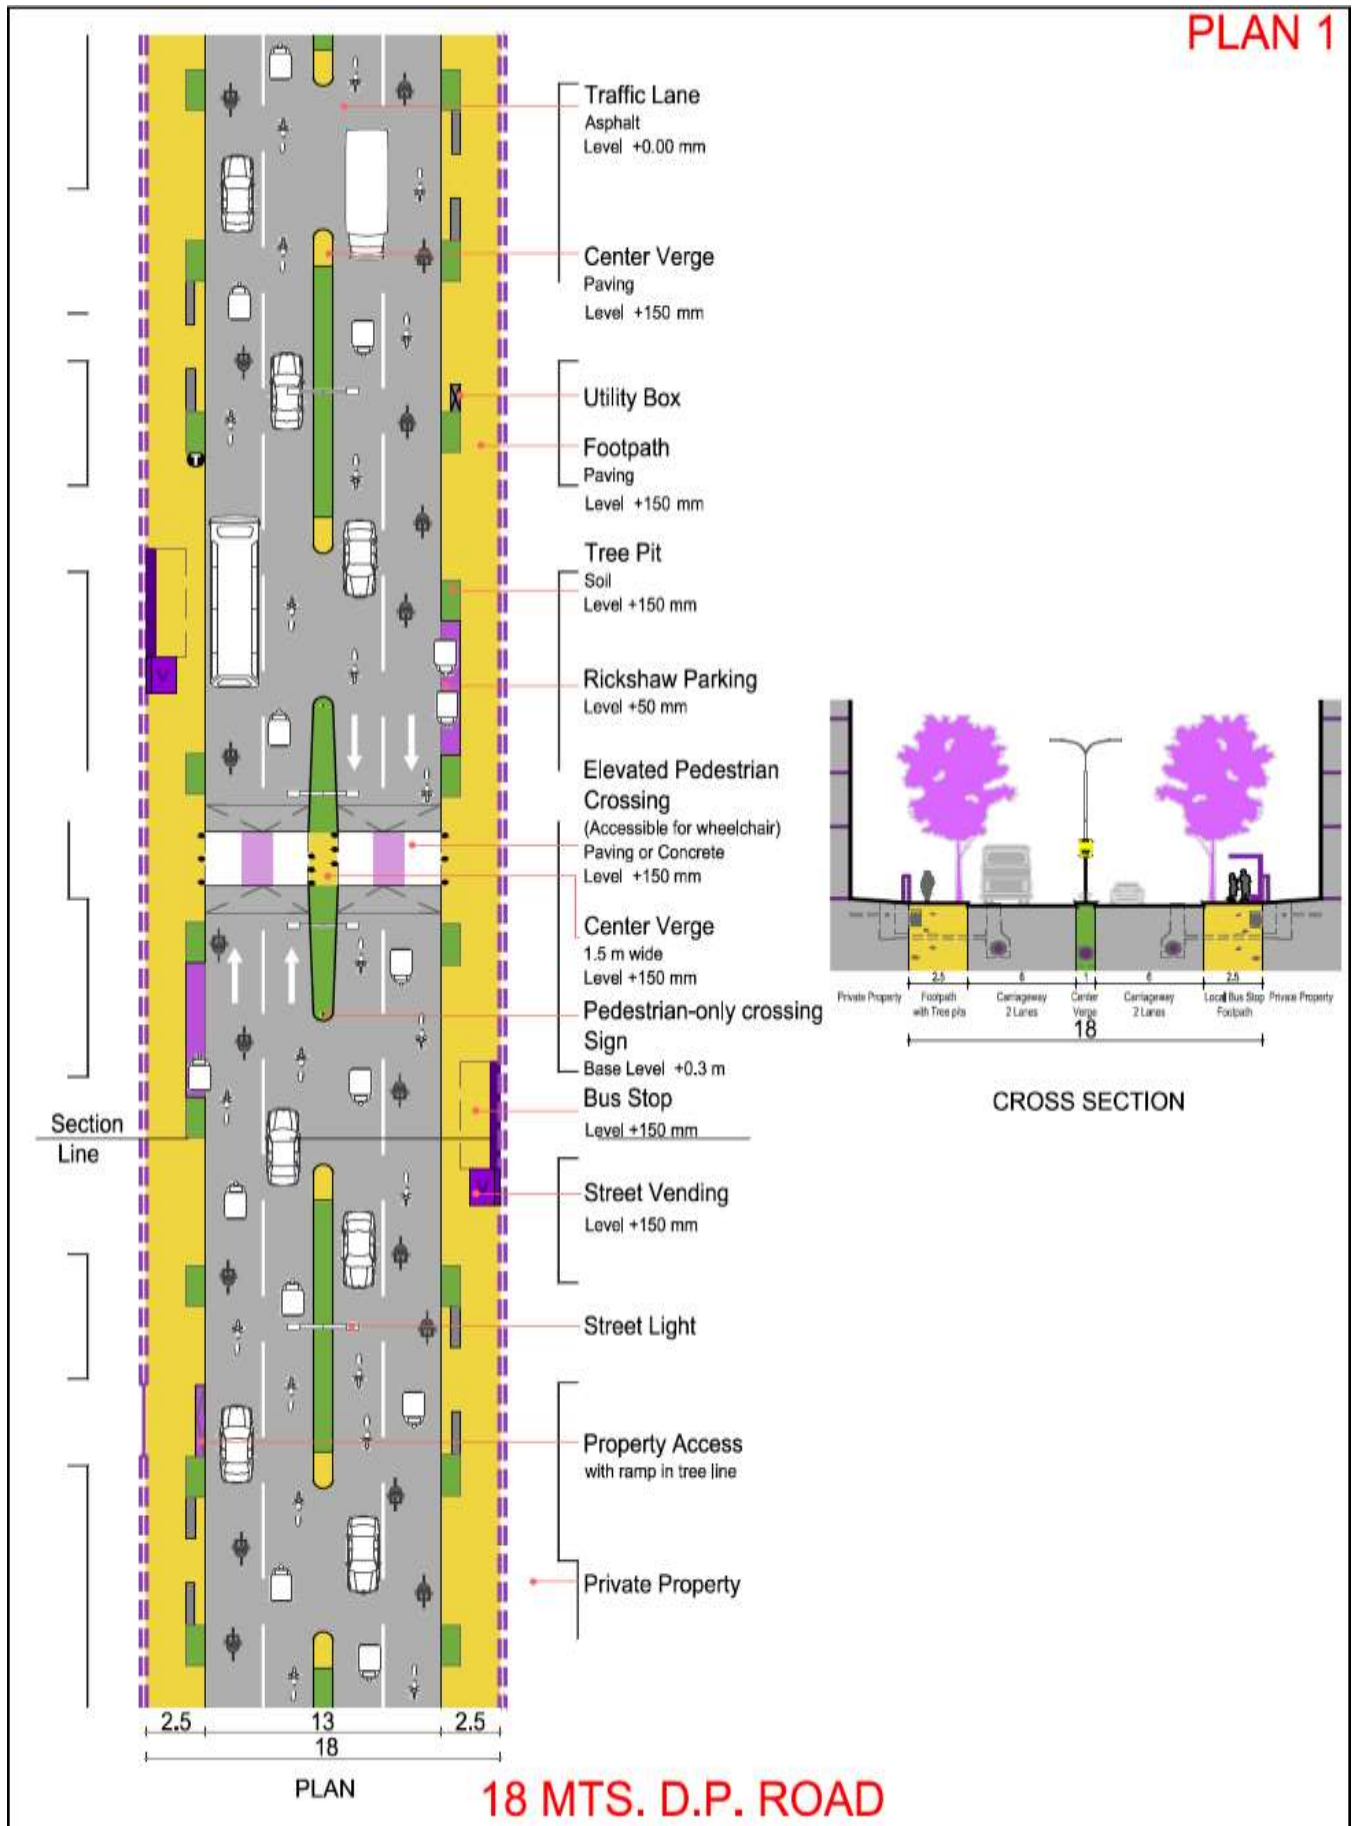 PLAN 1
Traffic Lane
Asphalt
Level +0.00 mm
Center Verge
Paving
Level +150 mm
Utility Box
Footpath
Paving
Level +150 mm
Tree Pit
Soil
Level +150 mm
Rickshaw Parking
Level +50 mm
Elevated Pedestrian
Crossing
(Accessible for wheelchair)
Paving or Concrete
Level +150 mm
Center Verge
1.5 m wide
Level +150 mm
Pedestrian-only crossing
Sign
Base Level +0.3 m
Bus Stop
Level +150 mm
Street Vending
Level +150 mm
Street Light
Property Access
with ramp in tree line
Private Property
Section
Line
T
V
V
2.5 13 2.5
18
PLAN
2.5 6 1 6 2.5
Private Property Footpath Carriageway Center Carriageway Local Bus Stop Private Property
with Tree pits 2 Lanes Verge 2 Lanes Footpath
18
CROSS SECTION
18 MTS. D.P. ROAD